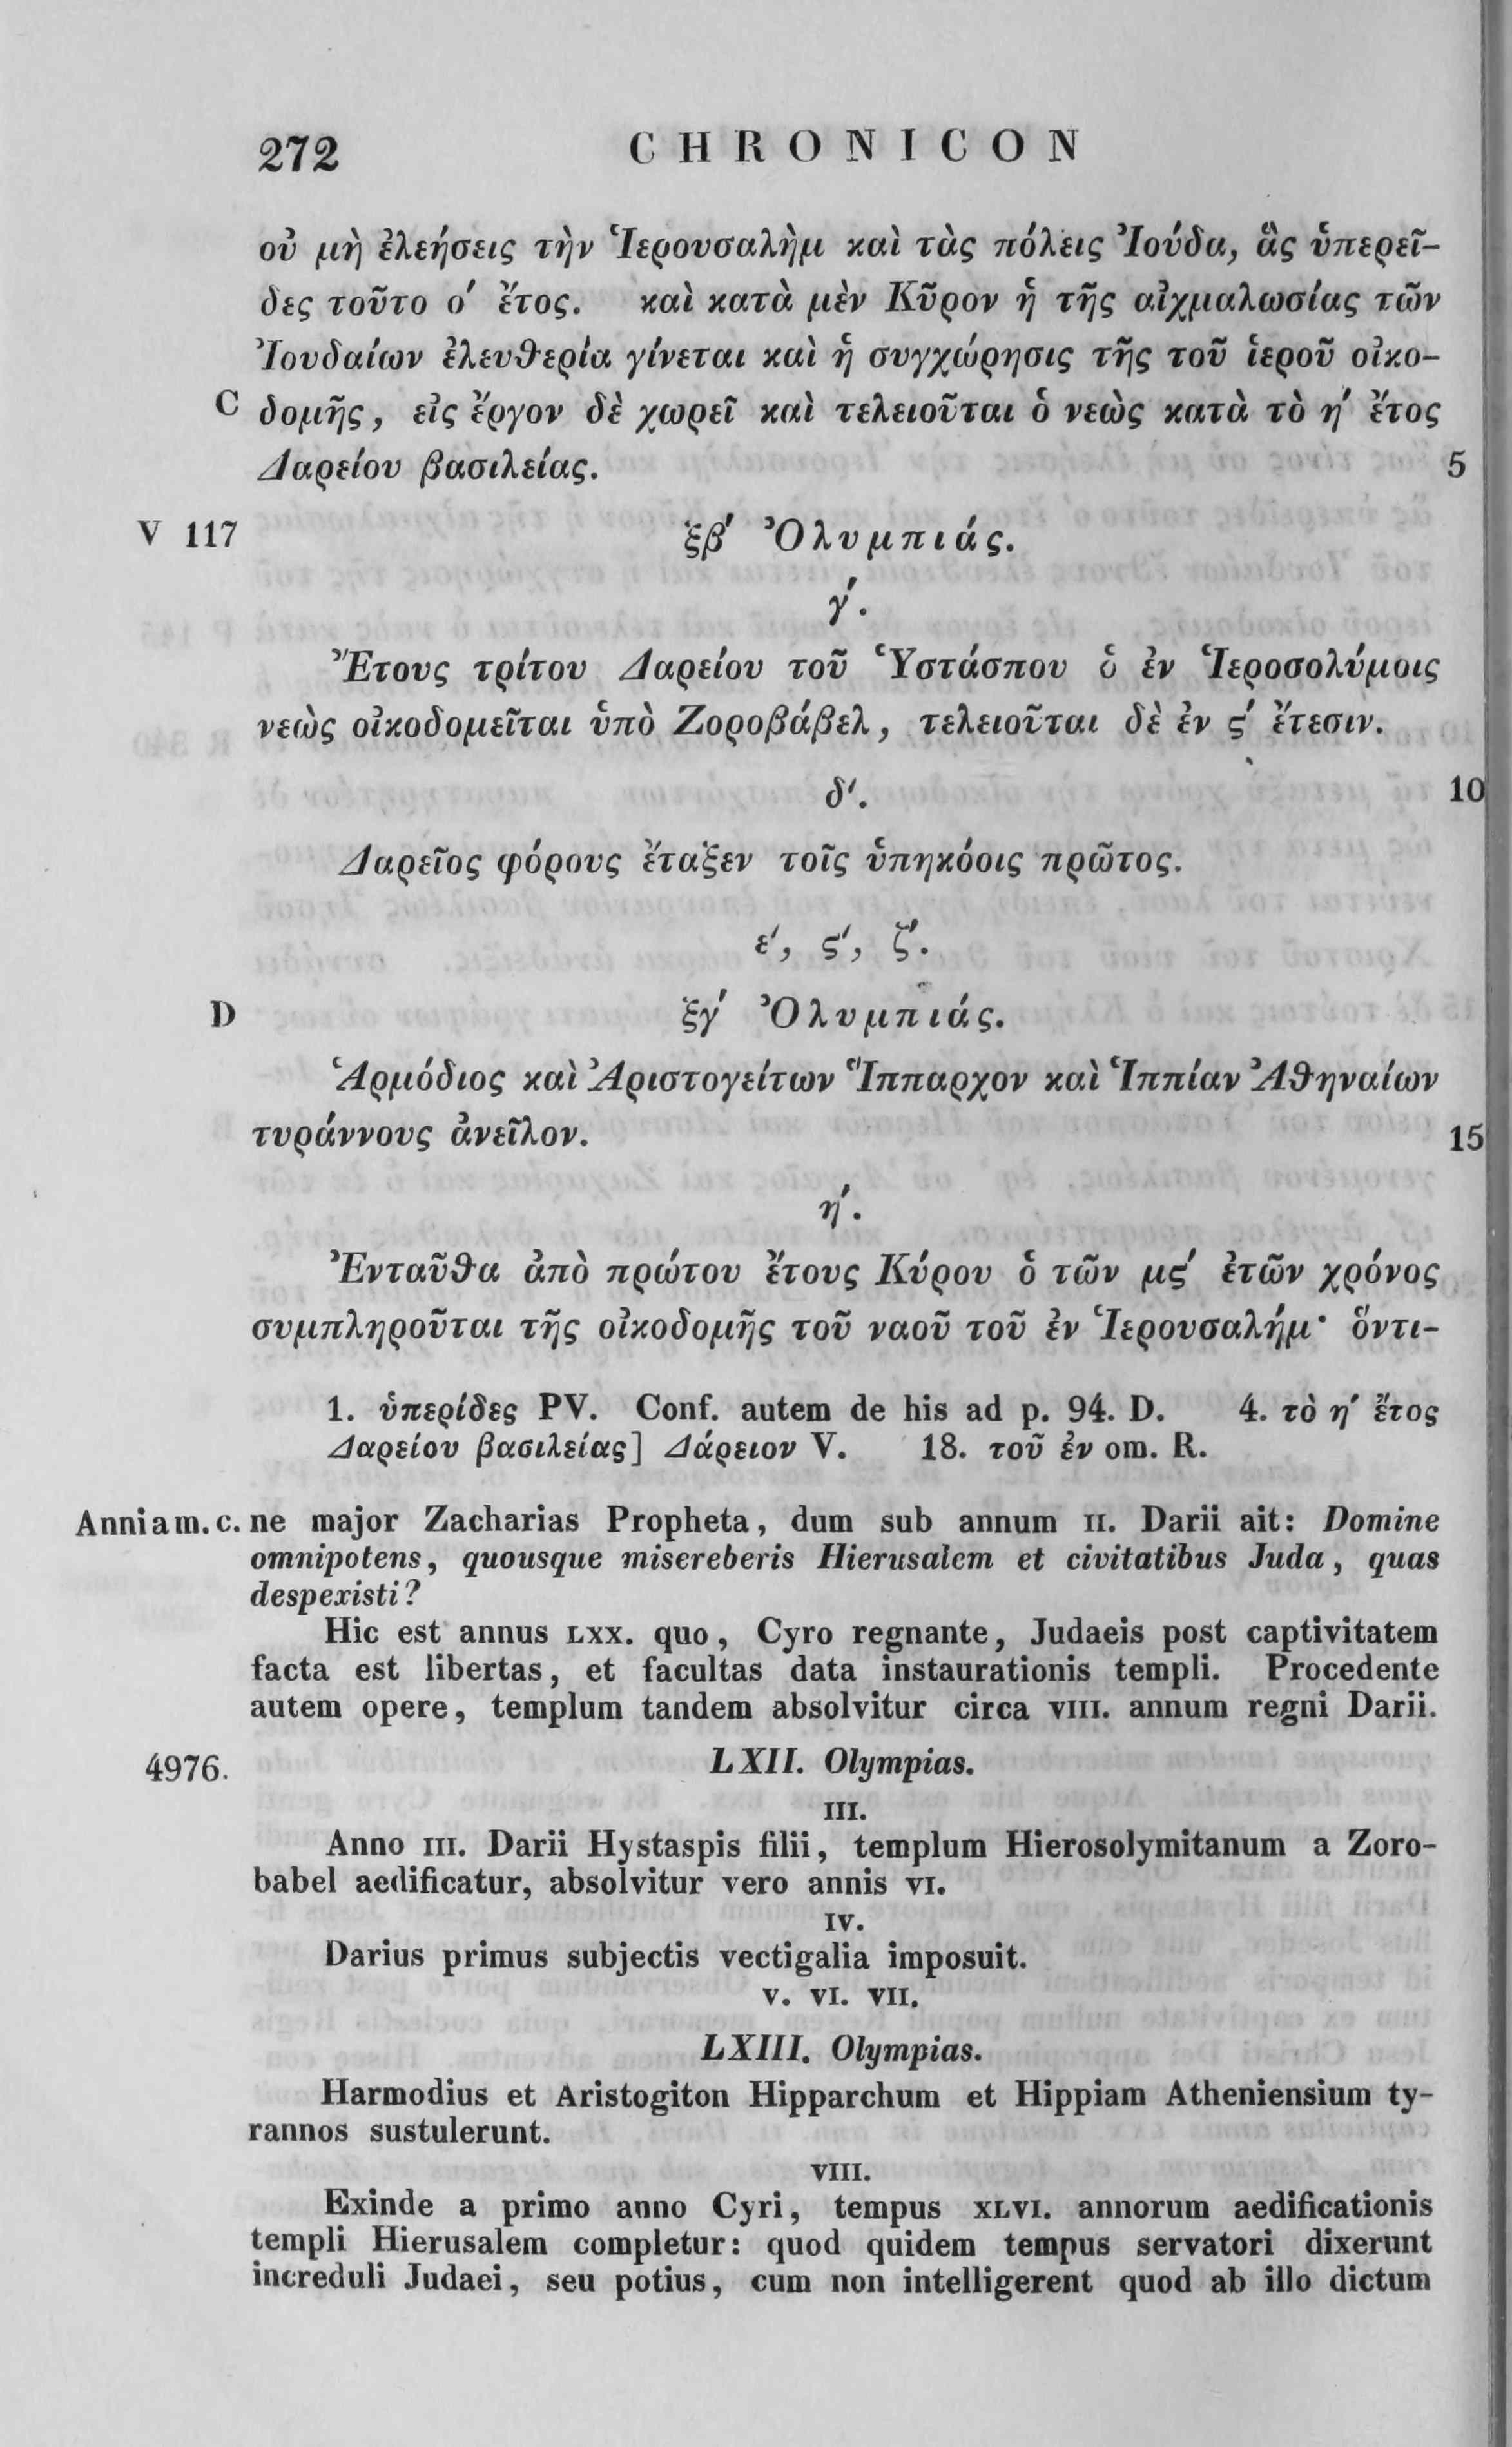 272 CHRONICON
οὐ μὴ ἐλεήσεις τὴν Ἱερουσαλὴμ καὶ τὰς πόλεις Ἰούδα, ἃς ὑπερεῖ-
δες τοῦτο ο′ ἔτος. καὶ κατὰ μὲν Κῦρον ἡ τῆς αἰχμαλωσίας τῶν
Ἰουδαίων ἐλευθερία γίνεται καὶ ἡ συγχώρησις τῆς τοῦ ἱεροῦ οἰκο-
C δομῆς, εἰς ἔργον δὲ χωρεῖ καὶ τελειοῦται ὁ νεὼς κατὰ τὸ η′ ἔτος
Δαρείου βασιλείας. 5
V 117 ξβ′ Ὀλυμπιάς.
γ′.
Ἔτους τρίτου Δαρείου τοῦ Ὑστάσπου ὁ ἐν Ἱεροσολύμοις
νεὼς οἰκοδομεῖται ὑπὸ Ζοροβάβελ, τελειοῦται δὲ ἐν ϛ′ ἔτεσιν.
δ′. 10
Δαρεῖος φόρους ἔταξεν τοῖς ὑπηκόοις πρῶτος.
ε′, ϛ′, ζ′.
D ξγ′ Ὀλυμπιάς.
Ἁρμόδιος καὶ Ἀριστογείτων Ἵππαρχον καὶ Ἱππίαν Ἀθηναίων
τυράννους ἀνεῖλον. 15
η′.
Ἐνταῦθα ἀπὸ πρώτου ἔτους Κύρου ὁ τῶν μϛ′ ἐτῶν χρόνος
συμπληροῦται τῆς οἰκοδομῆς τοῦ ναοῦ τοῦ ἐν Ἱερουσαλήμ· ὅντι-
1. ὑπερίδες PV. Conf. autem de his ad p. 94. D. 4. τὸ η′ ἔτος
Δαρείου βασιλείας] Δάρειον V. 18. τοῦ ἐν om. R.
Anni a m. c. ne major Zacharias Propheta, dum sub annum II. Darii ait: Domine
omnipotens, quousque misereberis Hierusalem et civitatibus Juda, quas
despexisti?
Hic est annus LXX. quo, Cyro regnante, Judaeis post captivitatem
facta est libertas, et facultas data instaurationis templi. Procedente
autem opere, templum tandem absolvitur circa VIII. annum regni Darii.
4976. LXII. Olympias.
III.
Anno III. Darii Hystaspis filii, templum Hierosolymitanum a Zoro-
babel aedificatur, absolvitur vero annis VI.
IV.
Darius primus subjectis vectigalia imposuit.
V. VI. VII.
LXIII. Olympias.
Harmodius et Aristogiton Hipparchum et Hippiam Atheniensium ty-
rannos sustulerunt.
VIII.
Exinde a primo anno Cyri, tempus XLVI. annorum aedificationis
templi Hierusalem completur: quod quidem tempus servatori dixerunt
increduli Judaei, seu potius, cum non intelligerent quod ab illo dictum